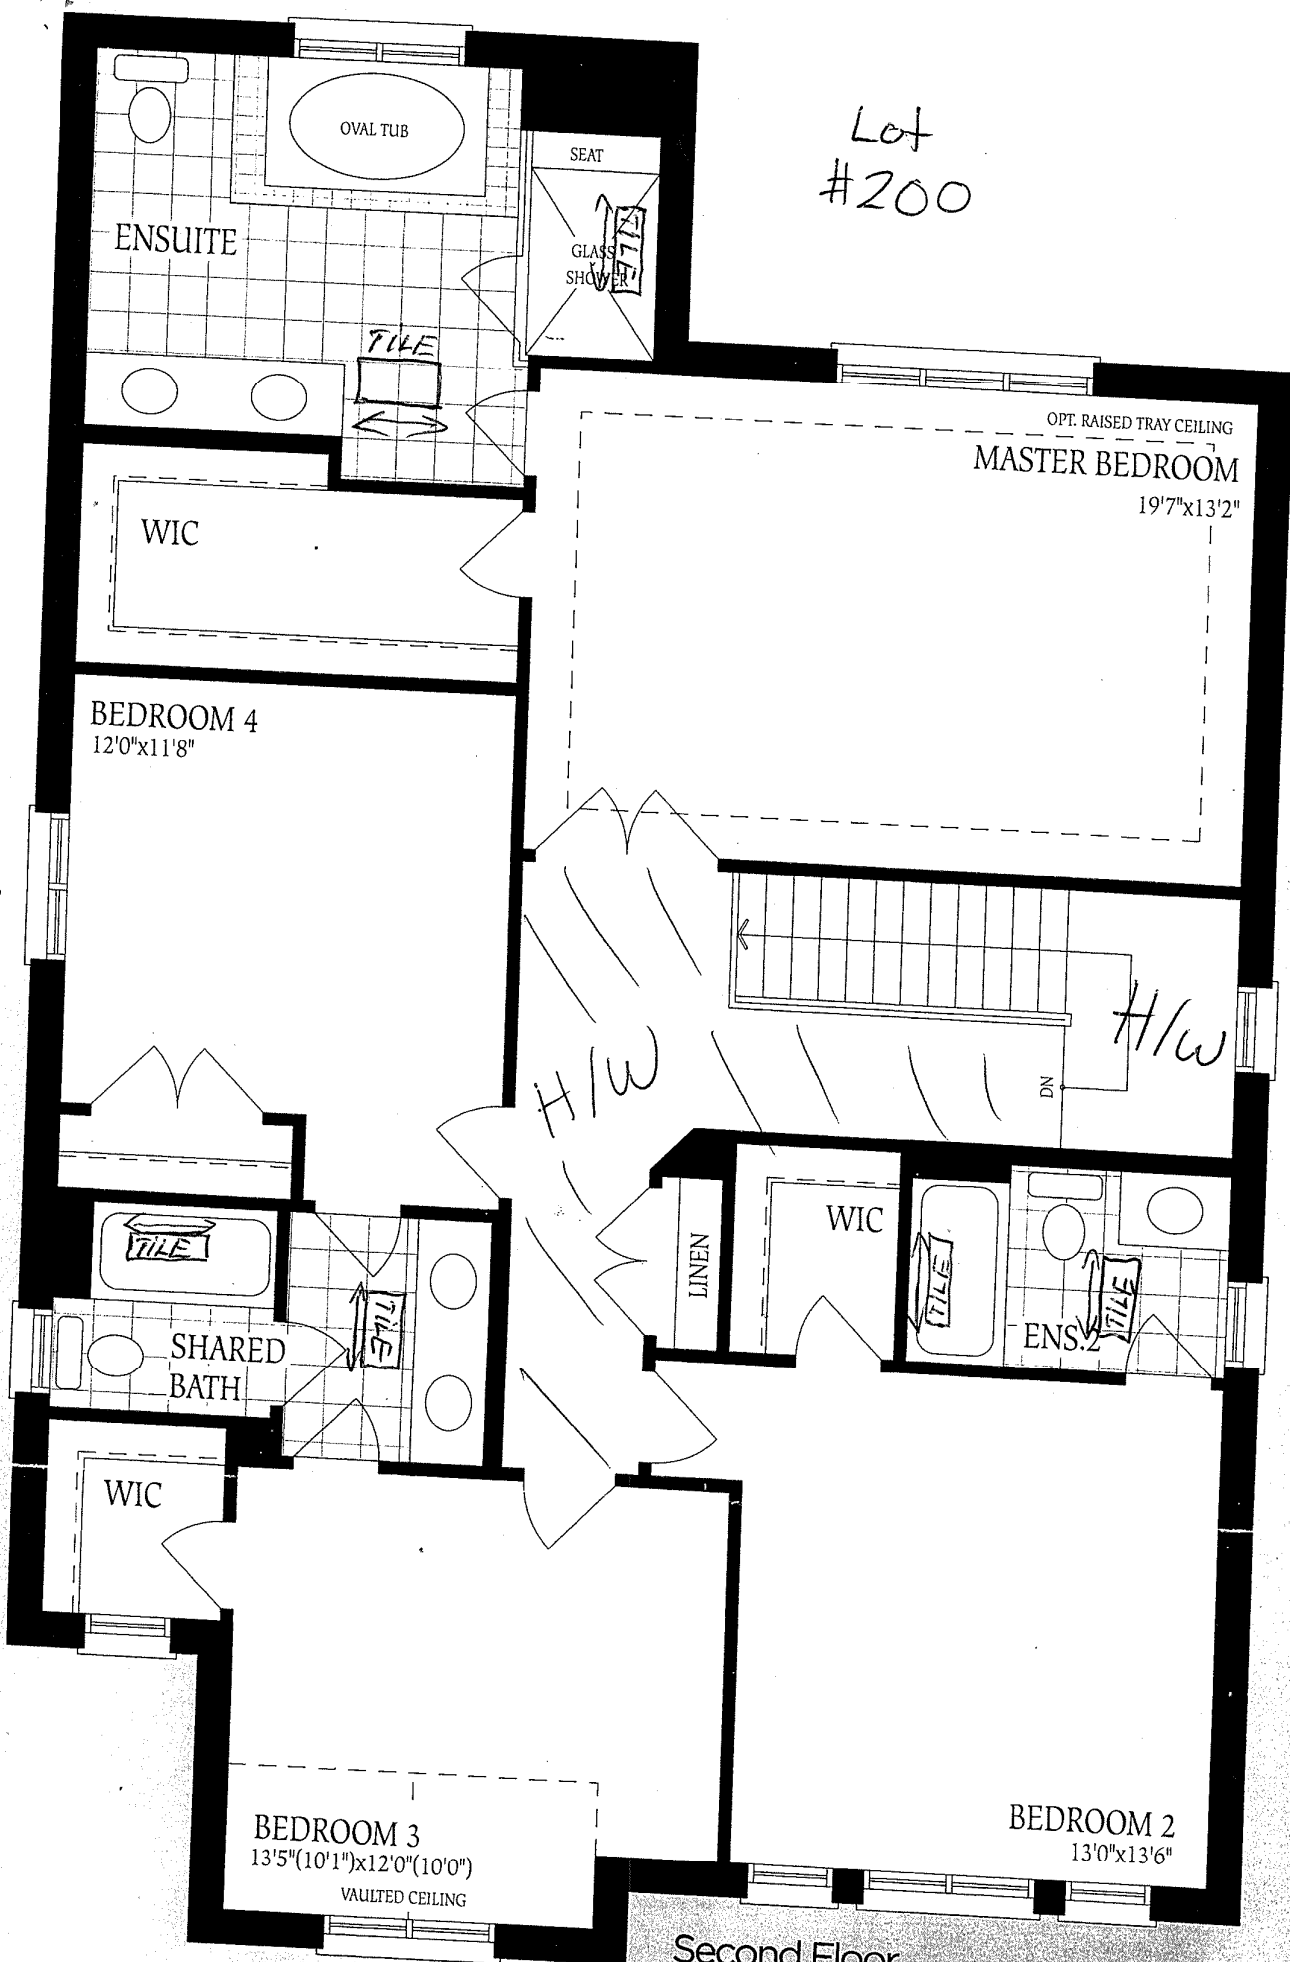 Lot
#200
OVAL TUB
SEAT
ENSUITE
GLASS
SHOWER
TILE
TILE
OPT. RAISED TRAY CEILING
MASTER BEDROOM
19'7"x13'2"
WIC
BEDROOM 4
12'0"x11'8"
H/W
H/W
DN
TILE
SHARED
BATH
TILE
LINEN
WIC
TILE
ENS.2
TILE
WIC
BEDROOM 3
13'5"(10'1")x12'0"(10'0")
VAULTED CEILING
BEDROOM 2
13'0"x13'6"
Second Floor